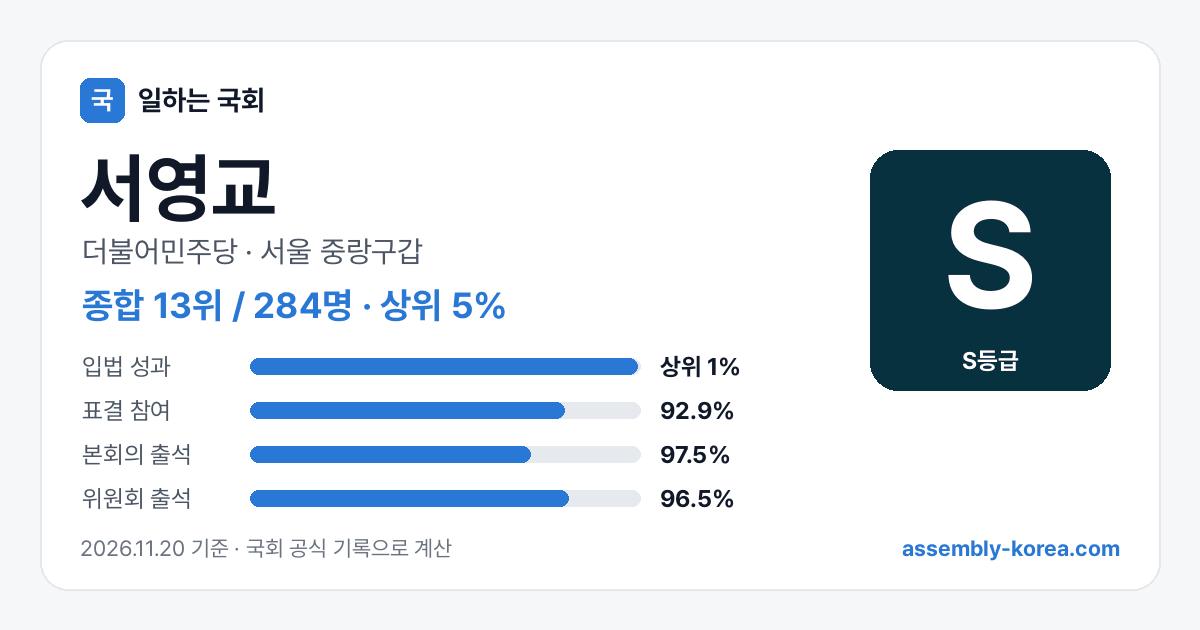 국 일하는 국회
서영교
더불어민주당 · 서울 중랑구갑
종합 13위 / 284명 · 상위 5%
입법 성과 상위 1%
표결 참여 92.9%
본회의 출석 97.5%
위원회 출석 96.5%
S
S등급
2026.11.20 기준 · 국회 공식 기록으로 계산
assembly-korea.com